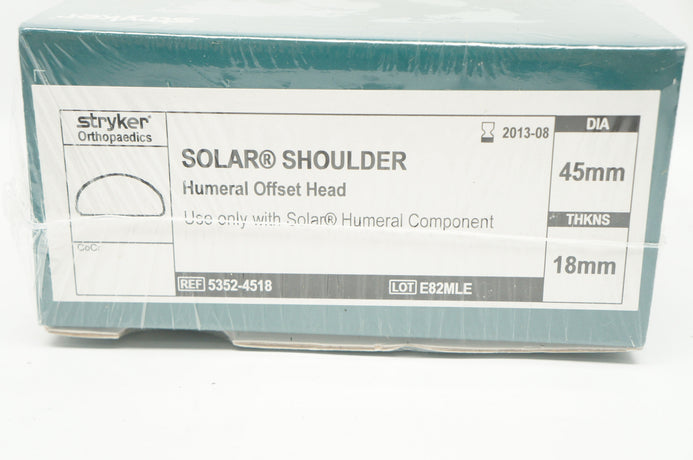 stryker
stryker®
Orthopaedics
CoCr
SOLAR® SHOULDER
Humeral Offset Head
Use only with Solar® Humeral Component
2013-08
DIA
45mm
THKNS
18mm
REF 5352-4518
LOT E82MLE